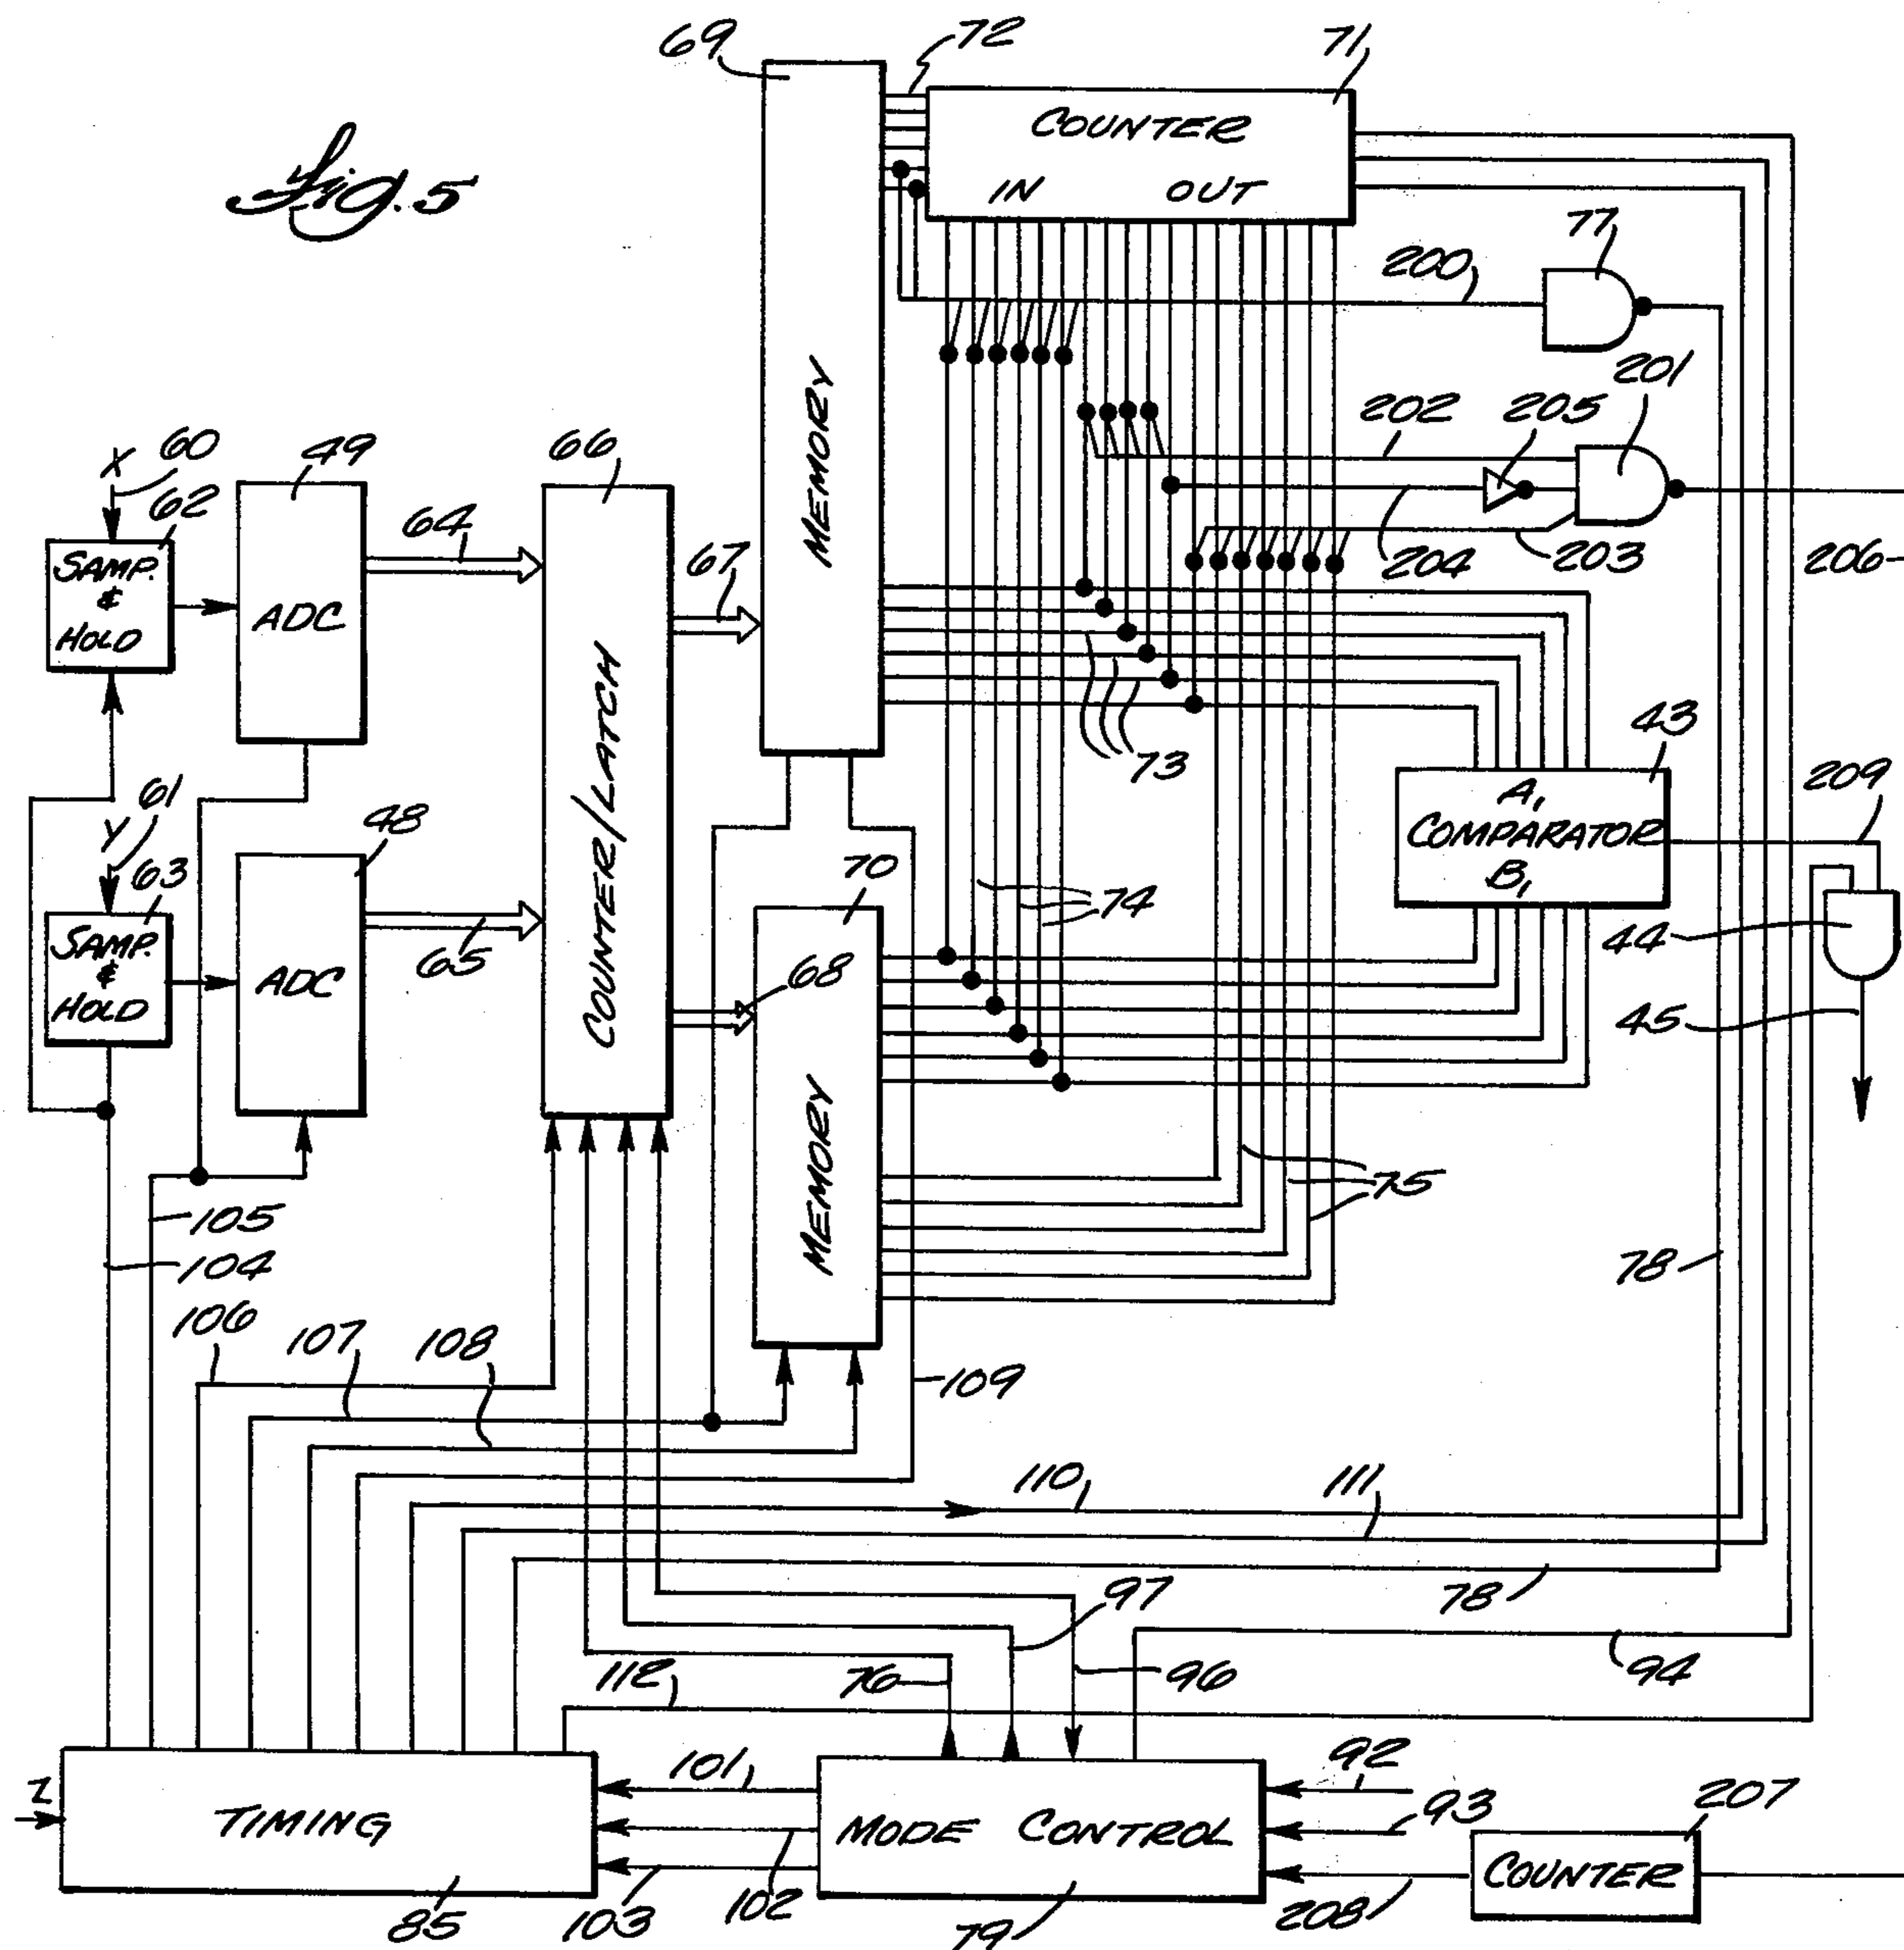 Fig. 5
69
72
71
COUNTER
IN OUT
MEMORY
77
200
201
202
205
204
203
206
X
60
62
49
66
64
67
SAMP.
&
HOLD
ADC
COUNTER/LATCH
73
43
A1
COMPARATOR
B1
209
Y
61
63
48
65
SAMP.
&
HOLD
ADC
70
68
MEMORY
74
44
45
75
105
104
78
106
107
108
109
110
111
78
97
112
76
96
94
Z
TIMING
85
101
102
103
MODE CONTROL
79
92
93
207
COUNTER
208